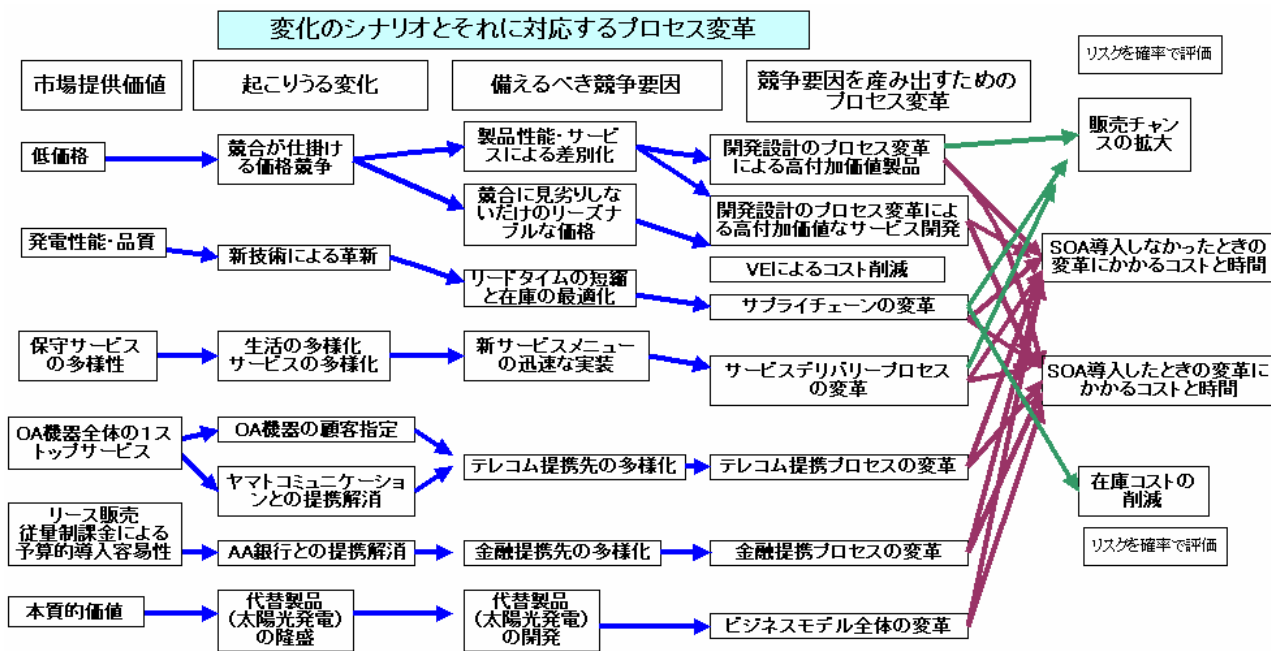 変化のシナリオとそれに対応するプロセス変革
リスクを確率で評価
市場提供価値
起こりうる変化
備えるべき競争要因
競争要因を産み出すための
プロセス変革
低価格
競合が仕掛け
る価格競争
製品性能・サービ
スによる差別化
開発設計のプロセス変革
による高付加価値製品
販売チャン
スの拡大
競合に見劣りしな
いだけのリーズナ
ブルな価格
開発設計のプロセス変革によ
る高付加価値なサービス開発
発電性能・品質
新技術による革新
VEによるコスト削減
SOA導入しなかったときの
変革にかかるコストと時間
リードタイムの短縮
と在庫の最適化
サプライチェーンの変革
保守サービス
の多様性
生活の多様化
サービスの多様化
新サービスメニュー
の迅速な実装
サービスデリバリープロセス
の変革
SOA導入したときの変革に
かかるコストと時間
OA機器全体の1ス
トップサービス
OA機器の顧客指定
ヤマトコミュニケーショ
ンとの提携解消
テレコム提携先の多様化
テレコム提携プロセスの変革
在庫コストの
削減
リース販売
従量制課金による
予算的導入容易性
AA銀行との提携解消
金融提携先の多様化
金融提携プロセスの変革
リスクを確率で評価
本質的価値
代替製品
(太陽光発電)
の隆盛
代替製品
(太陽光発電)
の開発
ビジネスモデル全体の変革